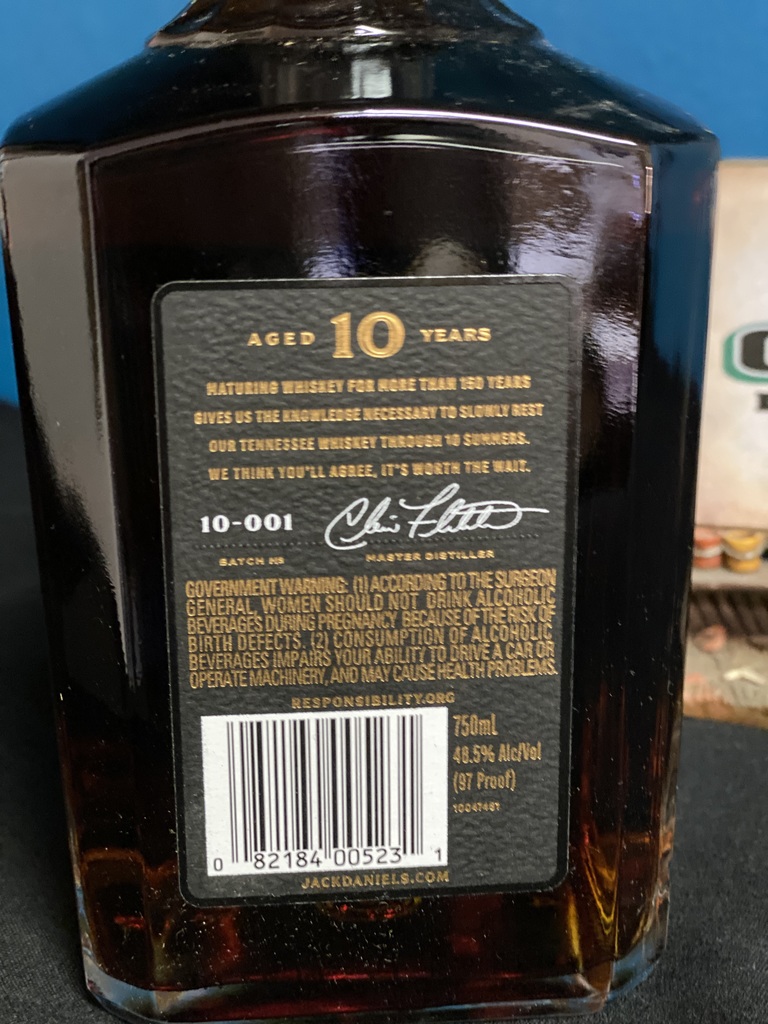 AGED 10 YEARS
MATURING WHISKEY FOR MORE THAN 150 YEARS
GIVES US THE KNOWLEDGE NECESSARY TO SLOWLY REST
OUR TENNESSEE WHISKEY THROUGH 10 SUMMERS.
WE THINK YOU'LL AGREE, IT'S WORTH THE WAIT.
10-001
BATCH Nº MASTER DISTILLER
GOVERNMENT WARNING: (1) ACCORDING TO THE SURGEON
GENERAL, WOMEN SHOULD NOT DRINK ALCOHOLIC
BEVERAGES DURING PREGNANCY BECAUSE OF THE RISK OF
BIRTH DEFECTS. (2) CONSUMPTION OF ALCOHOLIC
BEVERAGES IMPAIRS YOUR ABILITY TO DRIVE A CAR OR
OPERATE MACHINERY, AND MAY CAUSE HEALTH PROBLEMS.
RESPONSIBILITY.ORG
750mL
48.5% Alc/Vol
(97 Proof)
10047481
0 82184 00523 1
JACKDANIELS.COM